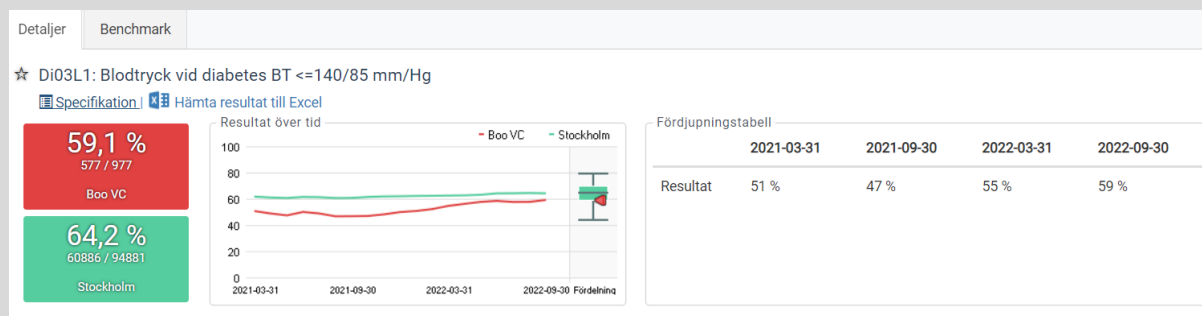 Detaljer Benchmark
☆ Di03L1: Blodtryck vid diabetes BT <=140/85 mm/Hg
Specifikation | Hämta resultat till Excel
59,1 %
577 / 977
Boo VC
64,2 %
60886 / 94881
Stockholm
Resultat över tid
Boo VC Stockholm
100
80
60
40
20
0
2021-03-31 2021-09-30 2022-03-31 2022-09-30 Fördelning
Fördjupningstabell
2021-03-31 2021-09-30 2022-03-31 2022-09-30
Resultat 51 % 47 % 55 % 59 %